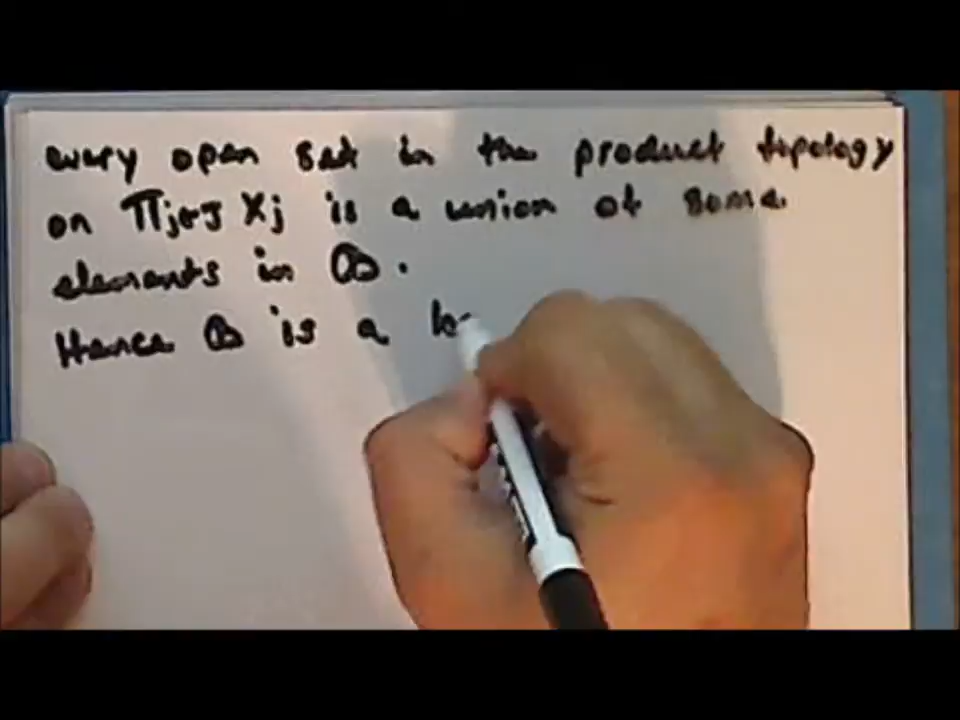 every open set in the product topology
on Πj∈J Xj is a union of some
elements in B.
Hence B is a b